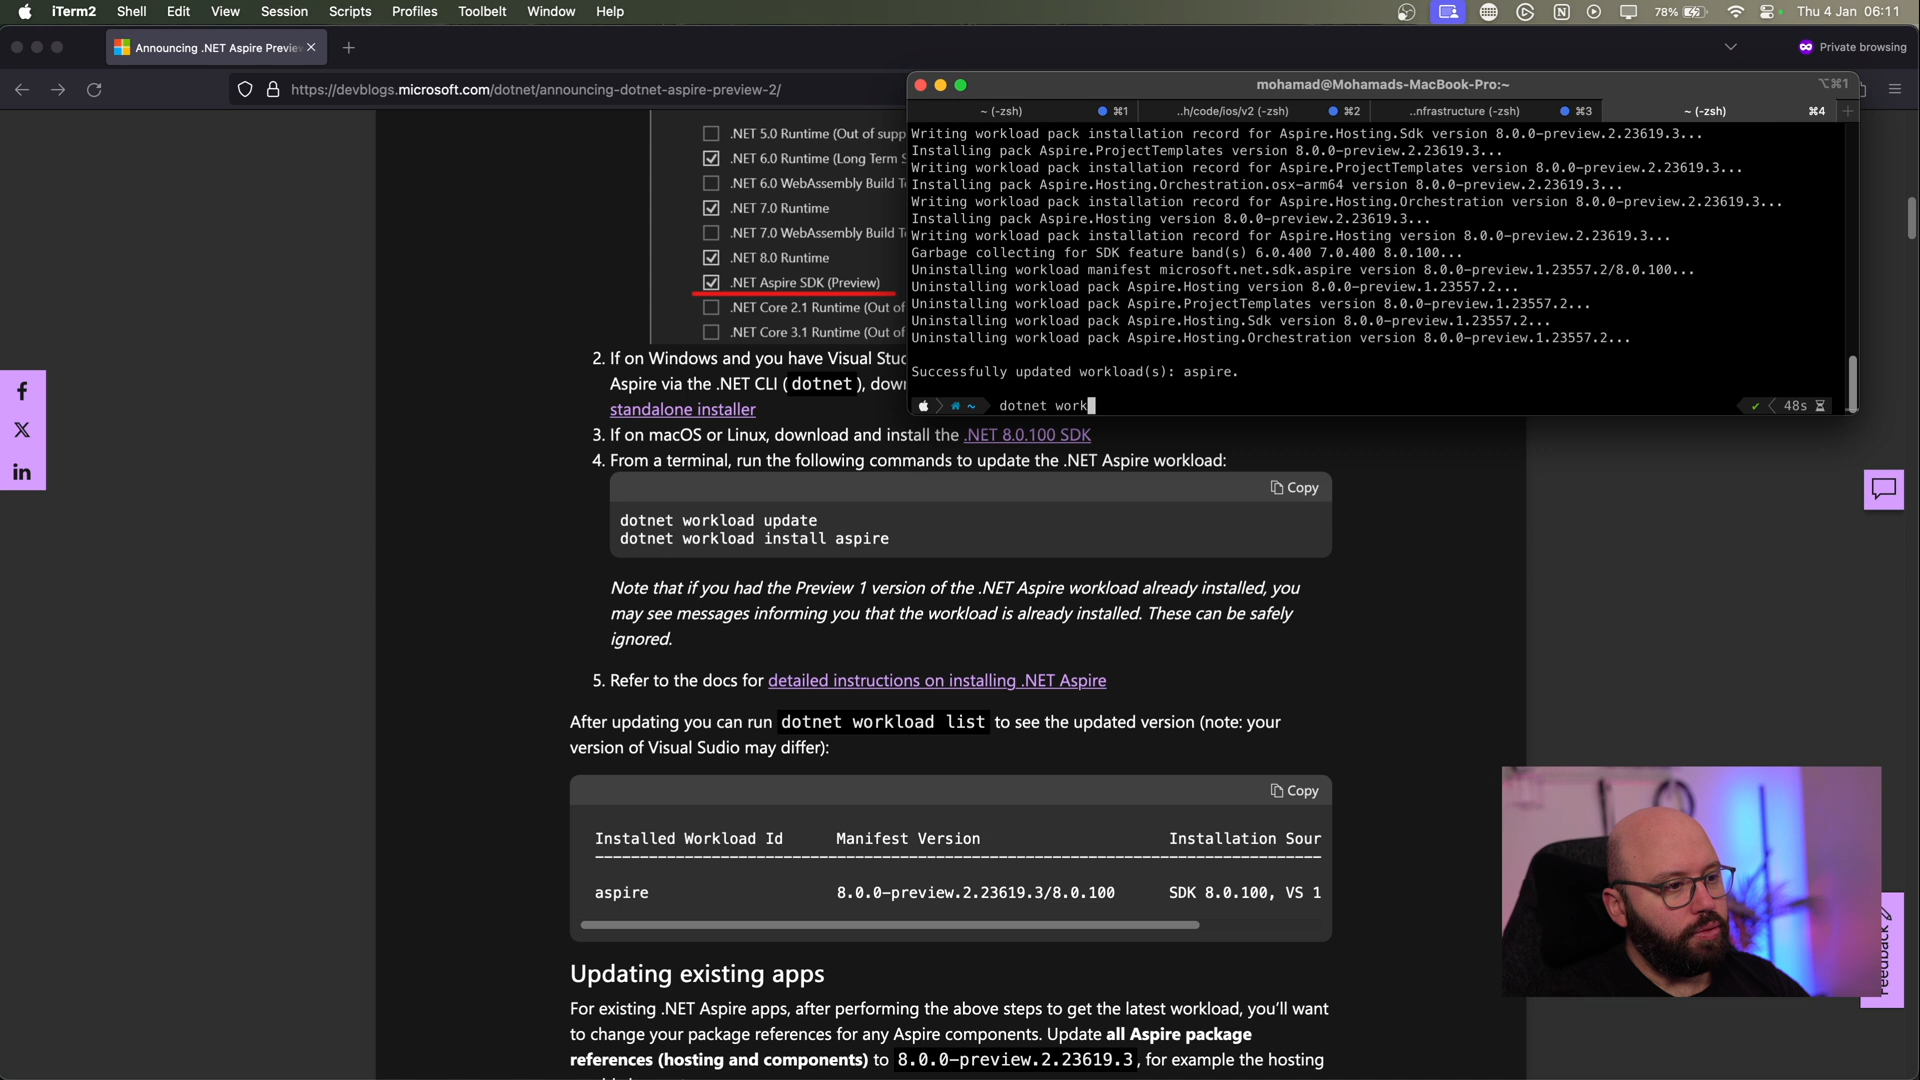 iTerm2 Shell Edit View Session Scripts Profiles Toolbelt Window Help 78% Thu 4 Jan 06:11
Announcing .NET Aspire Preview Private browsing
https://devblogs.microsoft.com/dotnet/announcing-dotnet-aspire-preview-2/
mohamad@Mohamads-MacBook-Pro:~ ⌥⌘1
~ (-zsh) ⌘1 ..h/code/ios/v2 (-zsh) ⌘2 ..nfrastructure (-zsh) ⌘3 ~ (-zsh) ⌘4
Writing workload pack installation record for Aspire.Hosting.Sdk version 8.0.0-preview.2.23619.3...
Installing pack Aspire.ProjectTemplates version 8.0.0-preview.2.23619.3...
Writing workload pack installation record for Aspire.ProjectTemplates version 8.0.0-preview.2.23619.3...
Installing pack Aspire.Hosting.Orchestration.osx-arm64 version 8.0.0-preview.2.23619.3...
Writing workload pack installation record for Aspire.Hosting.Orchestration version 8.0.0-preview.2.23619.3...
Installing pack Aspire.Hosting version 8.0.0-preview.2.23619.3...
Writing workload pack installation record for Aspire.Hosting version 8.0.0-preview.2.23619.3...
Garbage collecting for SDK feature band(s) 6.0.400 7.0.400 8.0.100...
Uninstalling workload manifest microsoft.net.sdk.aspire version 8.0.0-preview.1.23557.2/8.0.100...
Uninstalling workload pack Aspire.Hosting version 8.0.0-preview.1.23557.2...
Uninstalling workload pack Aspire.ProjectTemplates version 8.0.0-preview.1.23557.2...
Uninstalling workload pack Aspire.Hosting.Sdk version 8.0.0-preview.1.23557.2...
Uninstalling workload pack Aspire.Hosting.Orchestration version 8.0.0-preview.1.23557.2...
Successfully updated workload(s): aspire.
~ dotnet work ✔ 48s
.NET 5.0 Runtime (Out of supp
.NET 6.0 Runtime (Long Term S
.NET 6.0 WebAssembly Build T
.NET 7.0 Runtime
.NET 7.0 WebAssembly Build T
.NET 8.0 Runtime
.NET Aspire SDK (Preview)
.NET Core 2.1 Runtime (Out of
.NET Core 3.1 Runtime (Out of
2. If on Windows and you have Visual Stud
Aspire via the .NET CLI (dotnet), down
standalone installer
3. If on macOS or Linux, download and install the .NET 8.0.100 SDK
4. From a terminal, run the following commands to update the .NET Aspire workload:
Copy
dotnet workload update
dotnet workload install aspire
Note that if you had the Preview 1 version of the .NET Aspire workload already installed, you
may see messages informing you that the workload is already installed. These can be safely
ignored.
5. Refer to the docs for detailed instructions on installing .NET Aspire
After updating you can run dotnet workload list to see the updated version (note: your
version of Visual Sudio may differ):
Copy
Installed Workload Id Manifest Version Installation Sour
aspire 8.0.0-preview.2.23619.3/8.0.100 SDK 8.0.100, VS 1
Updating existing apps
For existing .NET Aspire apps, after performing the above steps to get the latest workload, you'll want
to change your package references for any Aspire components. Update all Aspire package
references (hosting and components) to 8.0.0-preview.2.23619.3, for example the hosting
Feedback